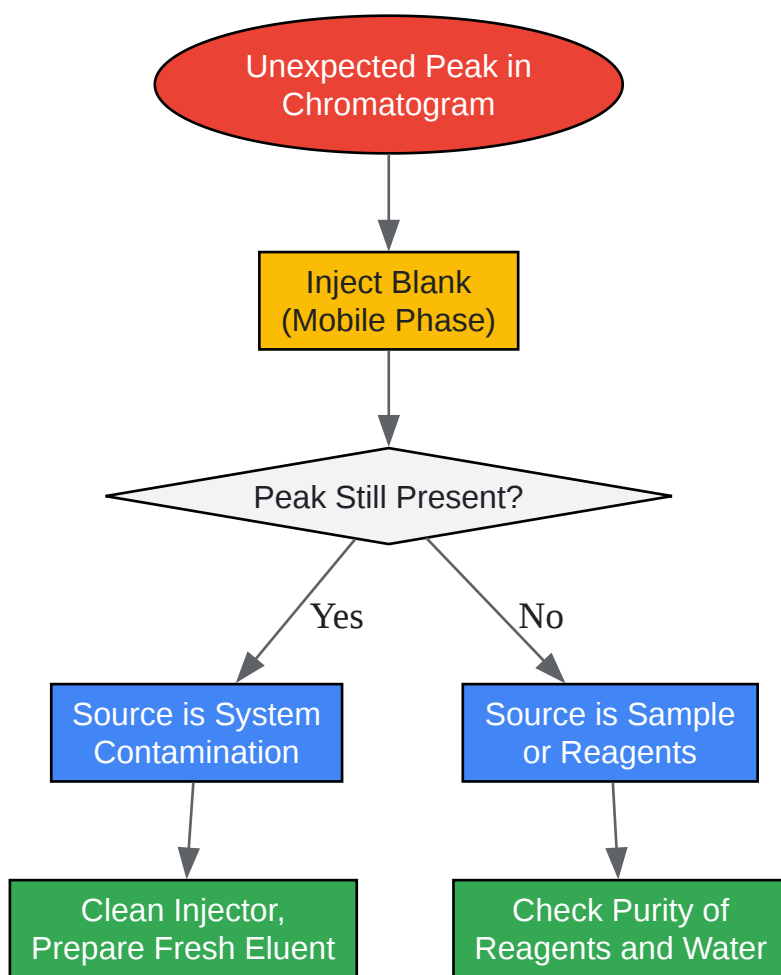 Unexpected Peak in
Chromatogram
Inject Blank
(Mobile Phase)
Peak Still Present?
Yes
No
Source is System
Contamination
Source is Sample
or Reagents
Clean Injector,
Prepare Fresh Eluent
Check Purity of
Reagents and Water